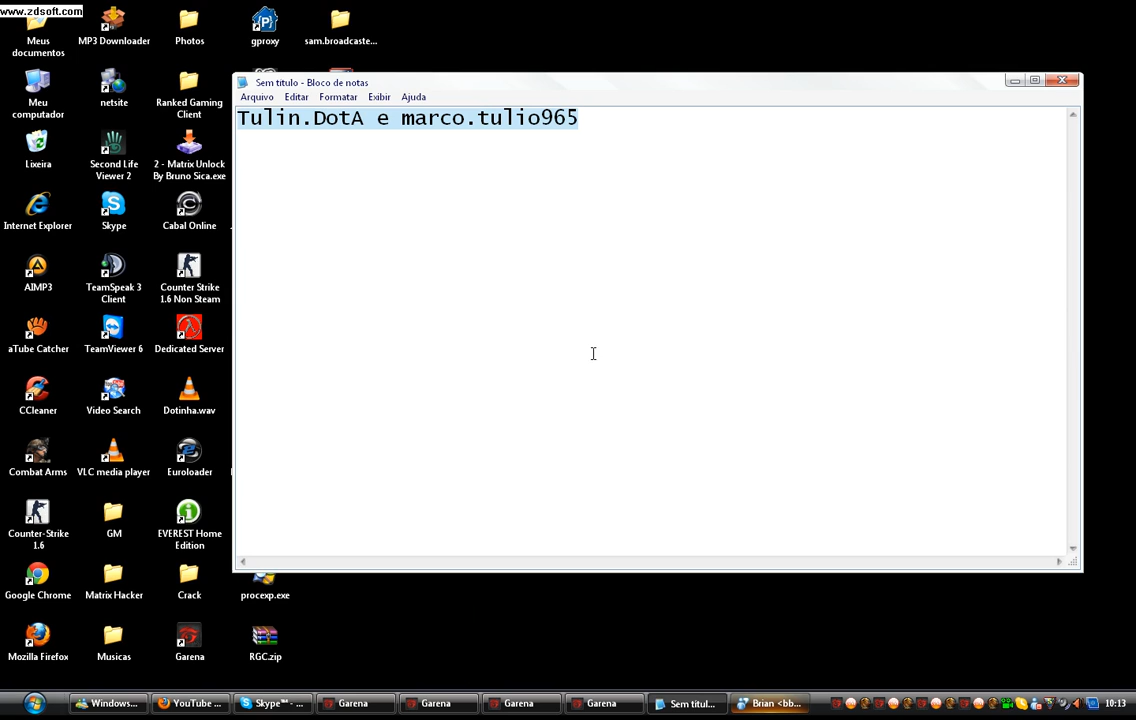 www.zdsoft.com
Meus documentos
MP3 Downloader
Photos
gproxy
sam.broadcaste...
Sem título - Bloco de notas
Arquivo Editar Formatar Exibir Ajuda
Tulin.DotA e marco.tulio965
Meu computador
netsite
Ranked Gaming Client
Lixeira
Second Life Viewer 2
2 - Matrix Unlock By Bruno Sica.exe
Internet Explorer
Skype
Cabal Online
AIMP3
TeamSpeak 3 Client
Counter Strike 1.6 Non Steam
aTube Catcher
TeamViewer 6
Dedicated Server
CCleaner
Video Search
Dotinha.wav
Combat Arms
VLC media player
Euroloader
Counter-Strike 1.6
GM
EVEREST Home Edition
Google Chrome
Matrix Hacker
Crack
procexp.exe
Mozilla Firefox
Musicas
Garena
RGC.zip
Windows...
YouTube ...
Skype™ - ...
Garena
Garena
Garena
Garena
Sem títul...
Brian <bb...
10:13